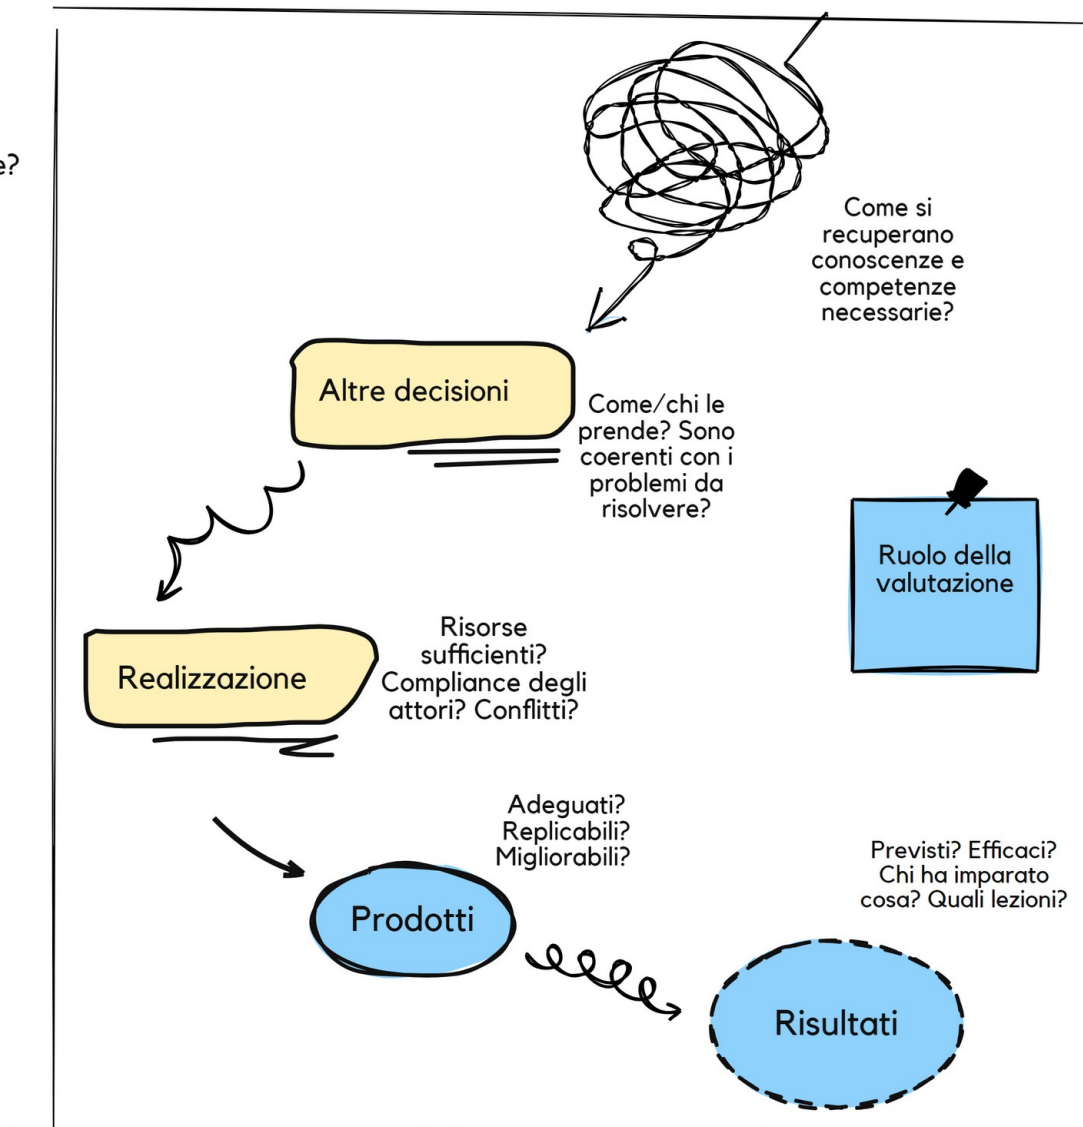 e?
Come si
recuperano
conoscenze e
competenze
necessarie?
Altre decisioni
Come/chi le
prende? Sono
coerenti con i
problemi da
risolvere?
Ruolo della
valutazione
Realizzazione
Risorse
sufficienti?
Compliance degli
attori? Conflitti?
Adeguati?
Replicabili?
Migliorabili?
Prodotti
Previsti? Efficaci?
Chi ha imparato
cosa? Quali lezioni?
Risultati